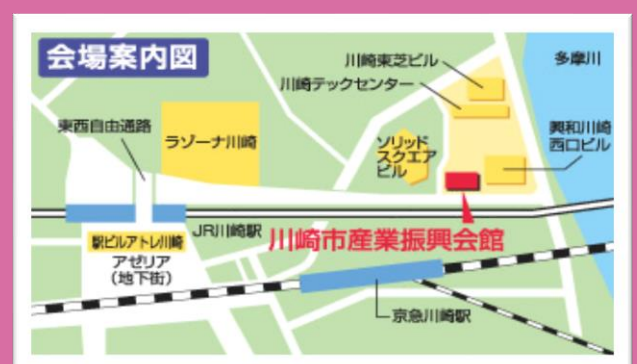 会場案内図
川崎東芝ビル
川崎テックセンター
多摩川
東西自由通路
ラゾーナ川崎
ソリッド
スクエア
ビル
興和川崎
西口ビル
JR川崎駅
川崎市産業振興会館
駅ビルアトレ川崎
アゼリア
(地下街)
京急川崎駅